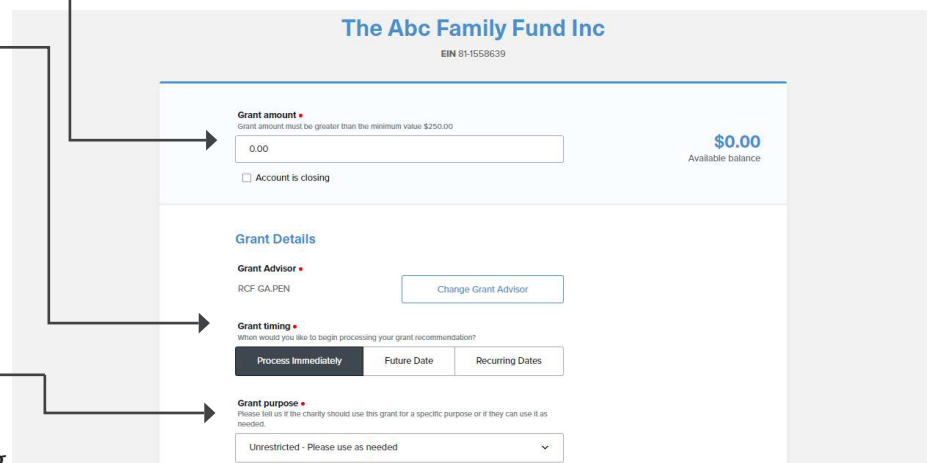 The Abc Family Fund Inc
EIN 81-1558639
Grant amount •
Grant amount must be greater than the minimum value $250.00
0.00
$0.00
Available balance
Account is closing
Grant Details
Grant Advisor •
RCF GA.PEN
Change Grant Advisor
Grant timing •
When would you like to begin processing your grant recommendation?
Process Immediately
Future Date
Recurring Dates
Grant purpose •
Please tell us if the charity should use this grant for a specific purpose or if they can use it as
needed.
Unrestricted - Please use as needed